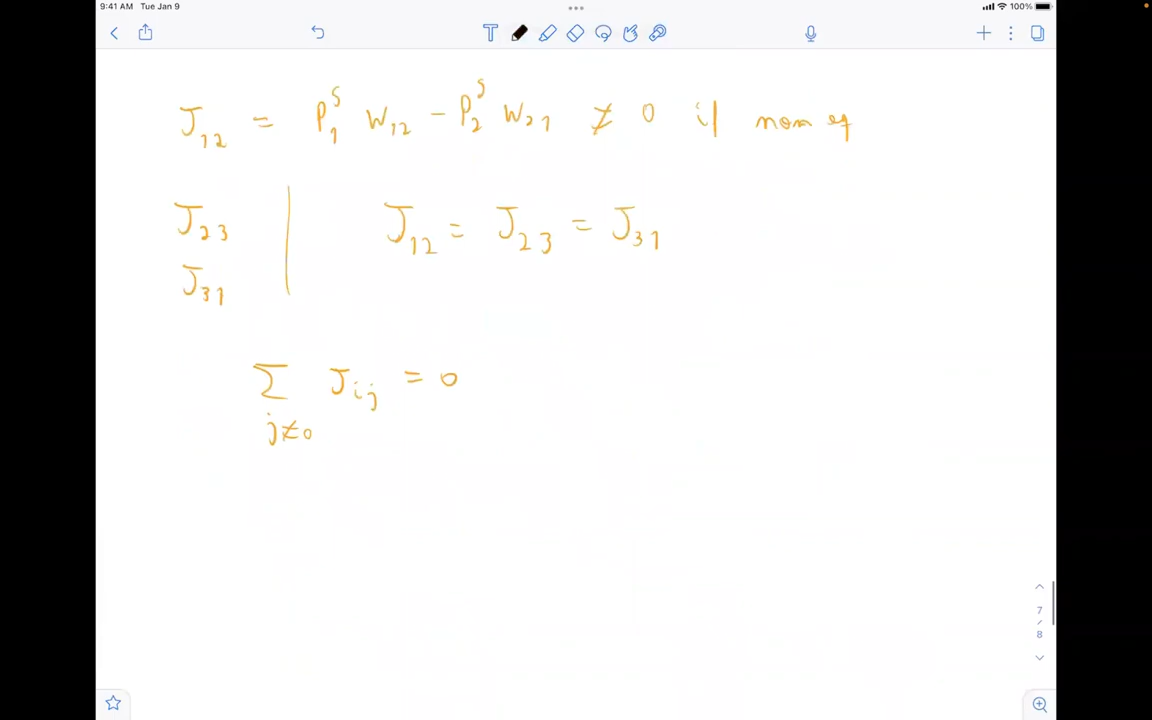 9:41 AM Tue Jan 9
100%
J₁₂ = P₁ˢ W₁₂ - P₂ˢ W₂₁ ≠ 0 if non eq
J₂₃
J₁₂ = J₂₃ = J₃₁
J₃₁
∑ Jᵢⱼ = 0
j≠0
7
/
8